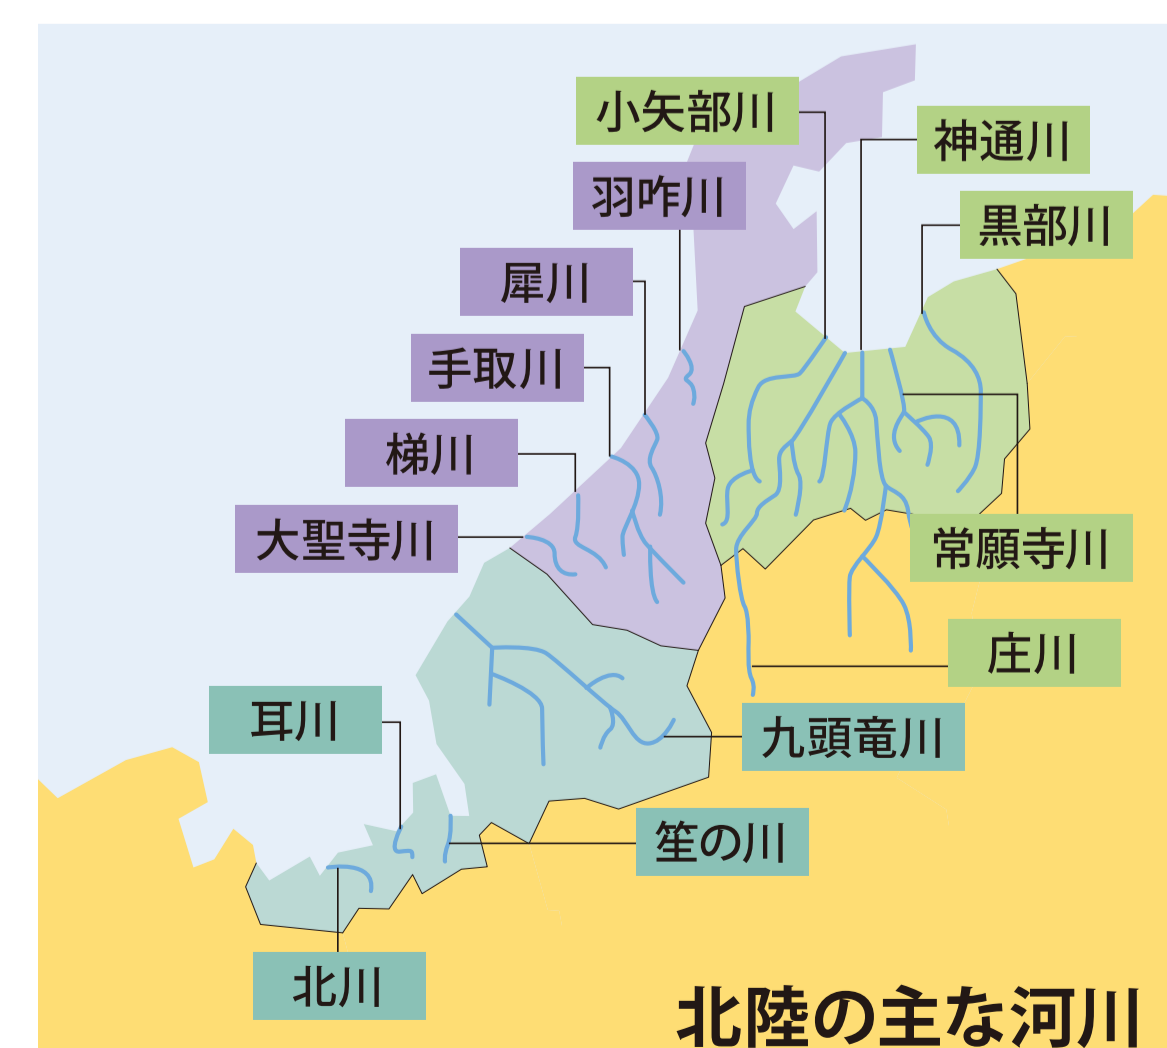 小矢部川
神通川
羽咋川
黒部川
犀川
手取川
梯川
大聖寺川
常願寺川
庄川
耳川
九頭竜川
笙の川
北川
北陸の主な河川